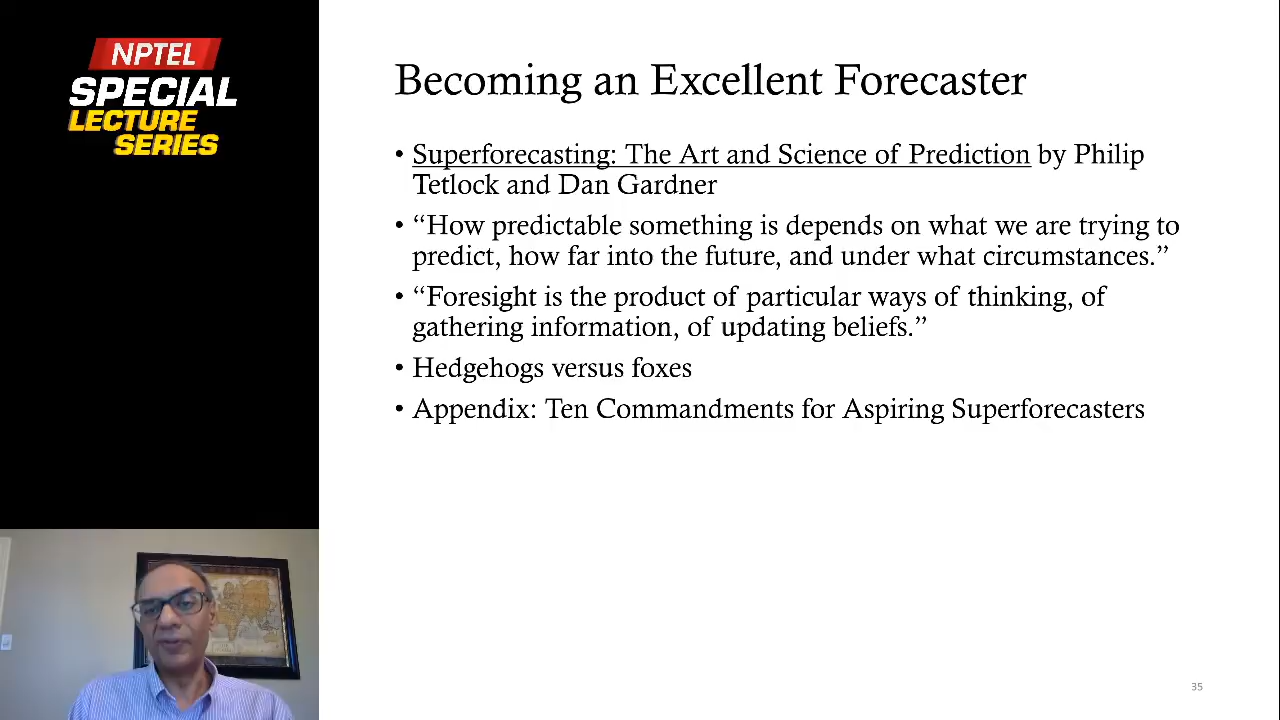 NPTEL
SPECIAL
LECTURE
SERIES
Becoming an Excellent Forecaster
• Superforecasting: The Art and Science of Prediction by Philip
Tetlock and Dan Gardner
• “How predictable something is depends on what we are trying to
predict, how far into the future, and under what circumstances.”
• “Foresight is the product of particular ways of thinking, of
gathering information, of updating beliefs.”
• Hedgehogs versus foxes
• Appendix: Ten Commandments for Aspiring Superforecasters
35